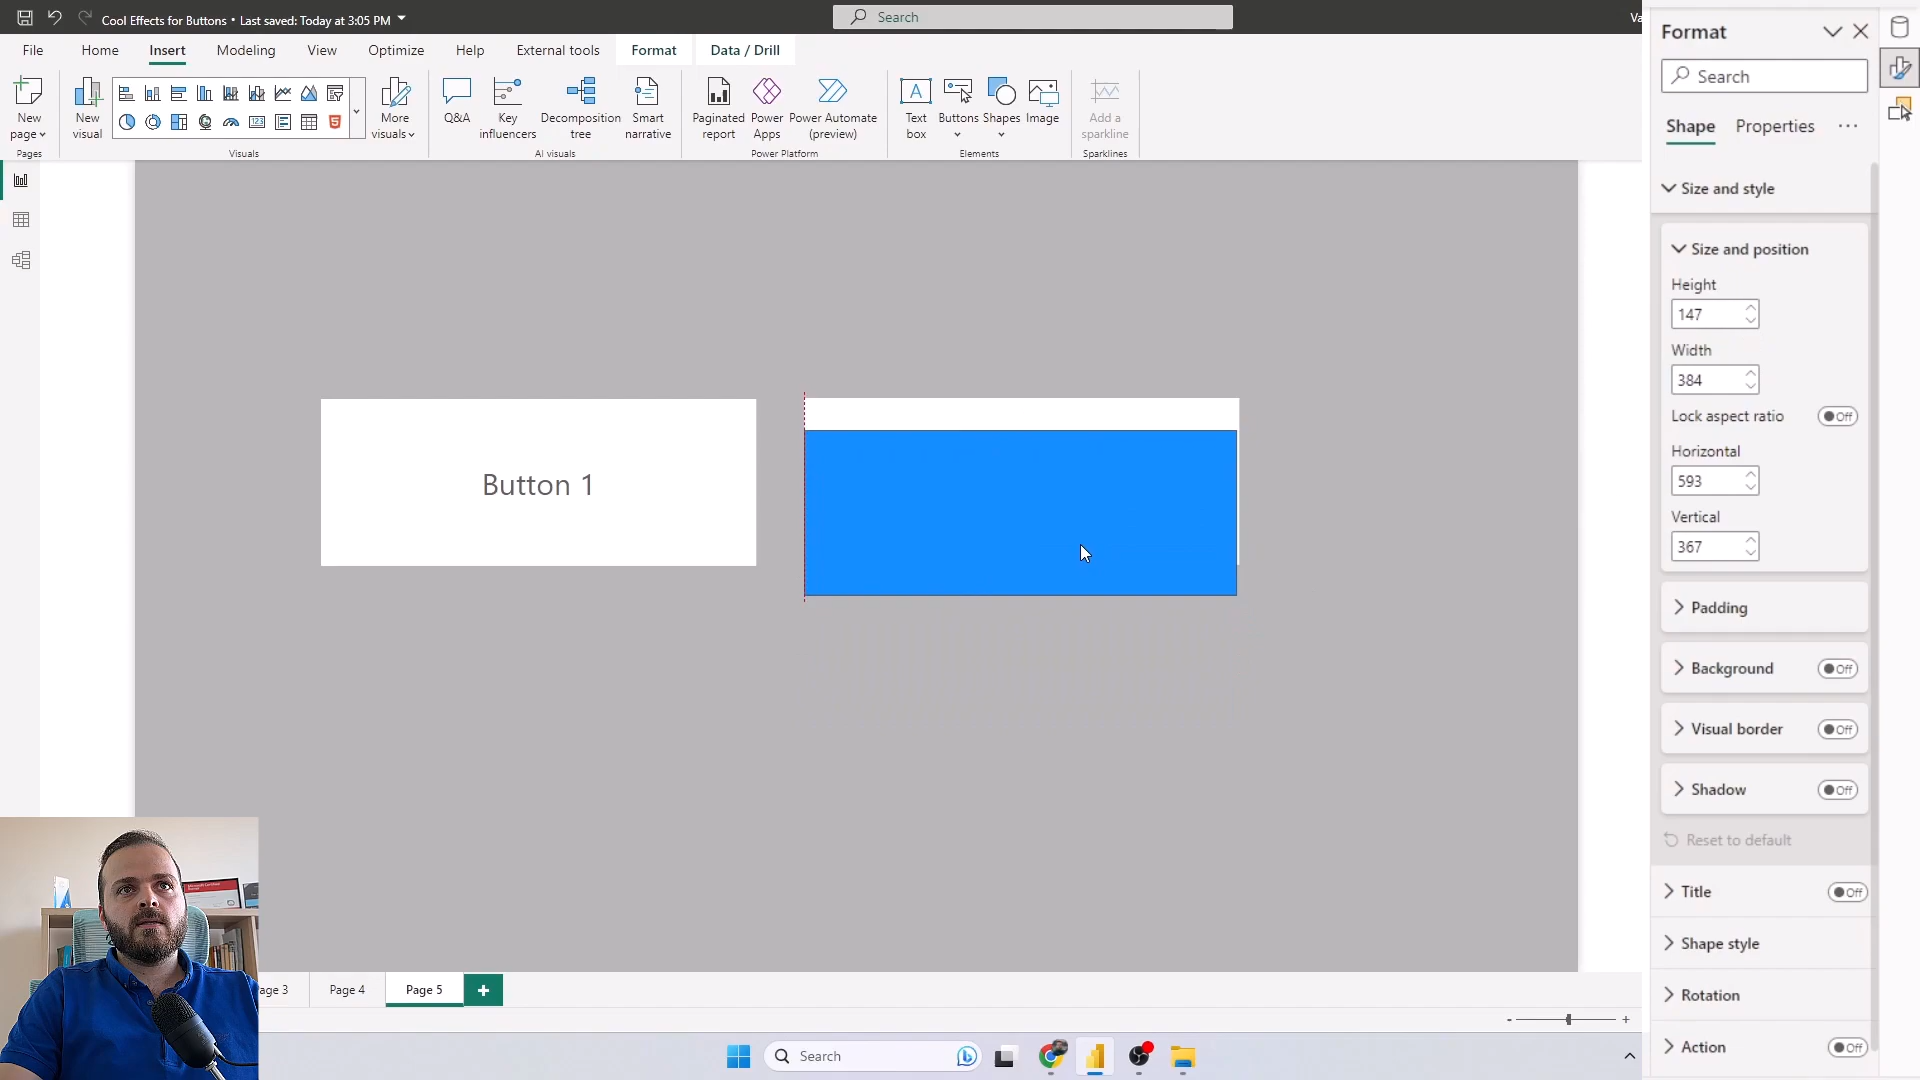 Cool Effects for Buttons • Last saved: Today at 3:05 PM
Search
Va
File Home Insert Modeling View Optimize Help External tools Format Data / Drill
New page
New visual
More visuals
Q&A
Key influencers
Decomposition tree
Smart narrative
Paginated report
Power Apps
Power Automate (preview)
Text box
Buttons
Shapes
Image
Add a sparkline
Pages
Visuals
AI visuals
Power Platform
Elements
Sparklines
Button 1
Format
Search
Shape Properties
Size and style
Size and position
Height
147
Width
384
Lock aspect ratio Off
Horizontal
593
Vertical
367
Padding
Background Off
Visual border Off
Shadow Off
Reset to default
Title Off
Shape style
Rotation
Action Off
age 3 Page 4 Page 5 +
- +
Search